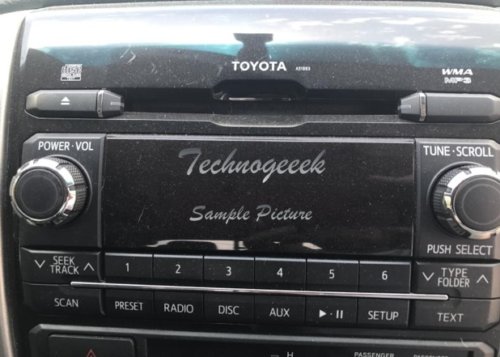 TOYOTA
WMA
MP3
POWER·VOL
Technogeeek
TUNE·SCROLL
Sample Picture
PUSH SELECT
SEEK
TRACK
1 2 3 4 5 6
TYPE
FOLDER
SCAN PRESET RADIO DISC AUX SETUP TEXT
PASSENGER